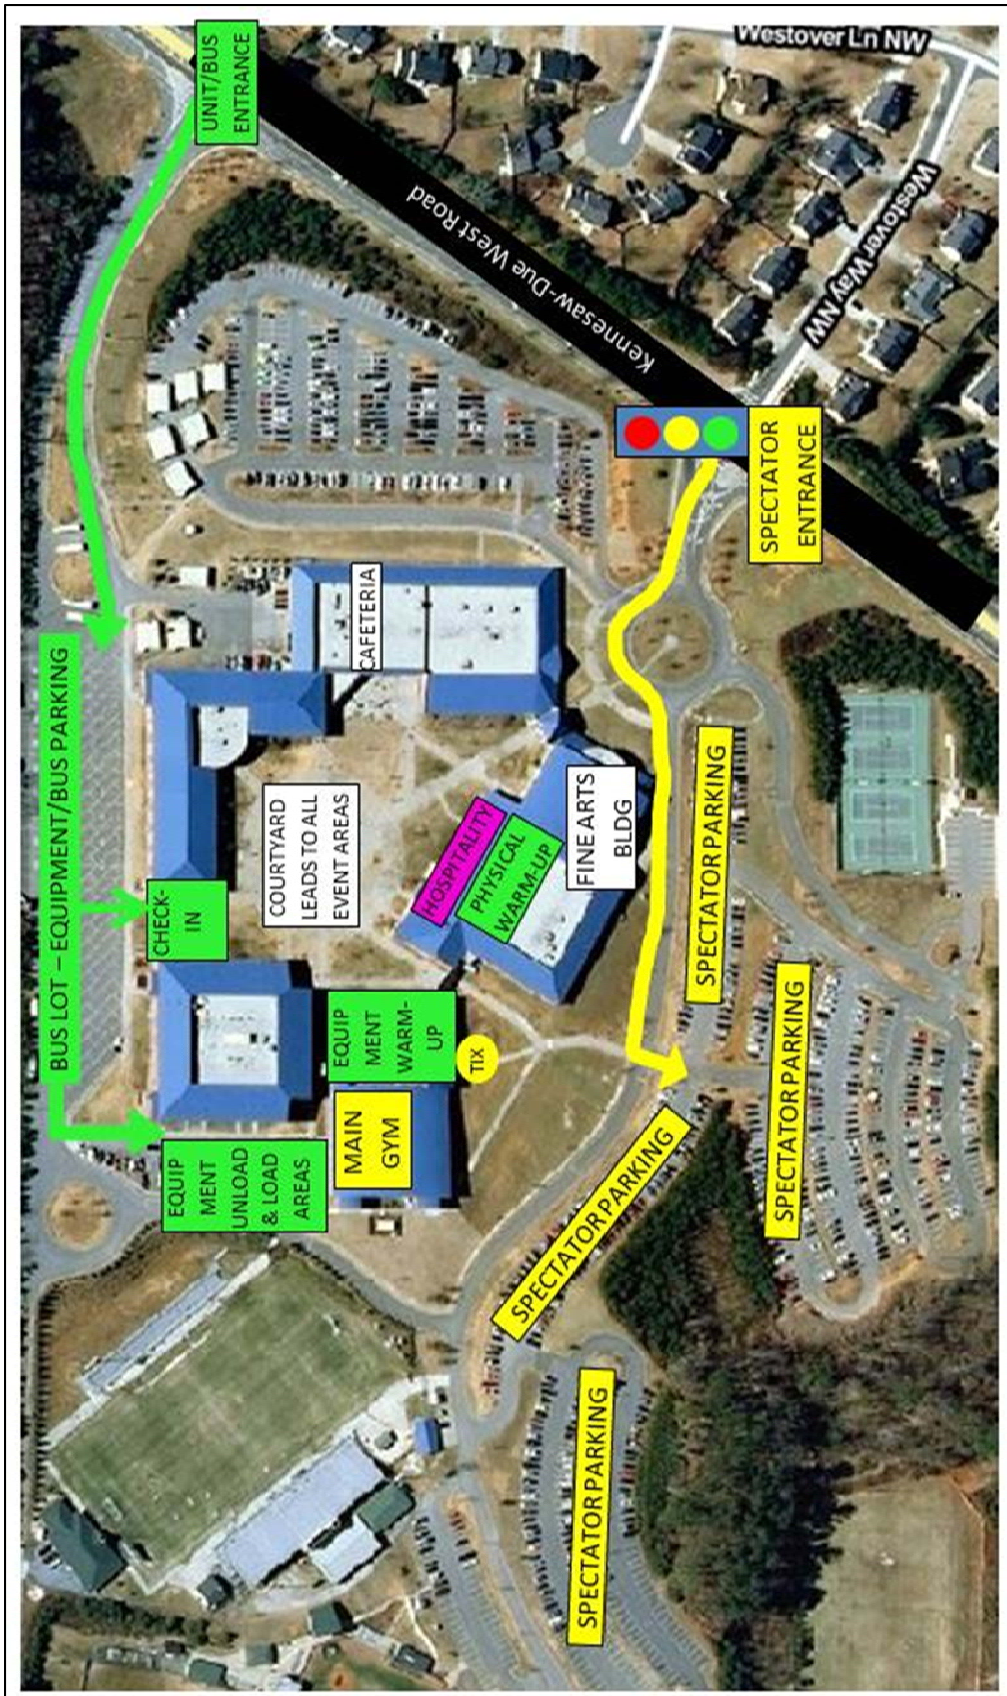 Westover Ln NW
UNIT/BUS
ENTRANCE
Kennesaw-Due West Road
Westover Way NW
SPECTATOR
ENTRANCE
CAFETERIA
BUS LOT – EQUIPMENT/BUS PARKING
COURTYARD
LEADS TO ALL
EVENT AREAS
HOSPITALITY
PHYSICAL
WARM-UP
FINE ARTS
BLDG
SPECTATOR PARKING
CHECK-
IN
EQUIP
MENT
WARM-
UP
TIX
SPECTATOR PARKING
MAIN
GYM
EQUIP
MENT
UNLOAD
& LOAD
AREAS
SPECTATOR PARKING
SPECTATOR PARKING